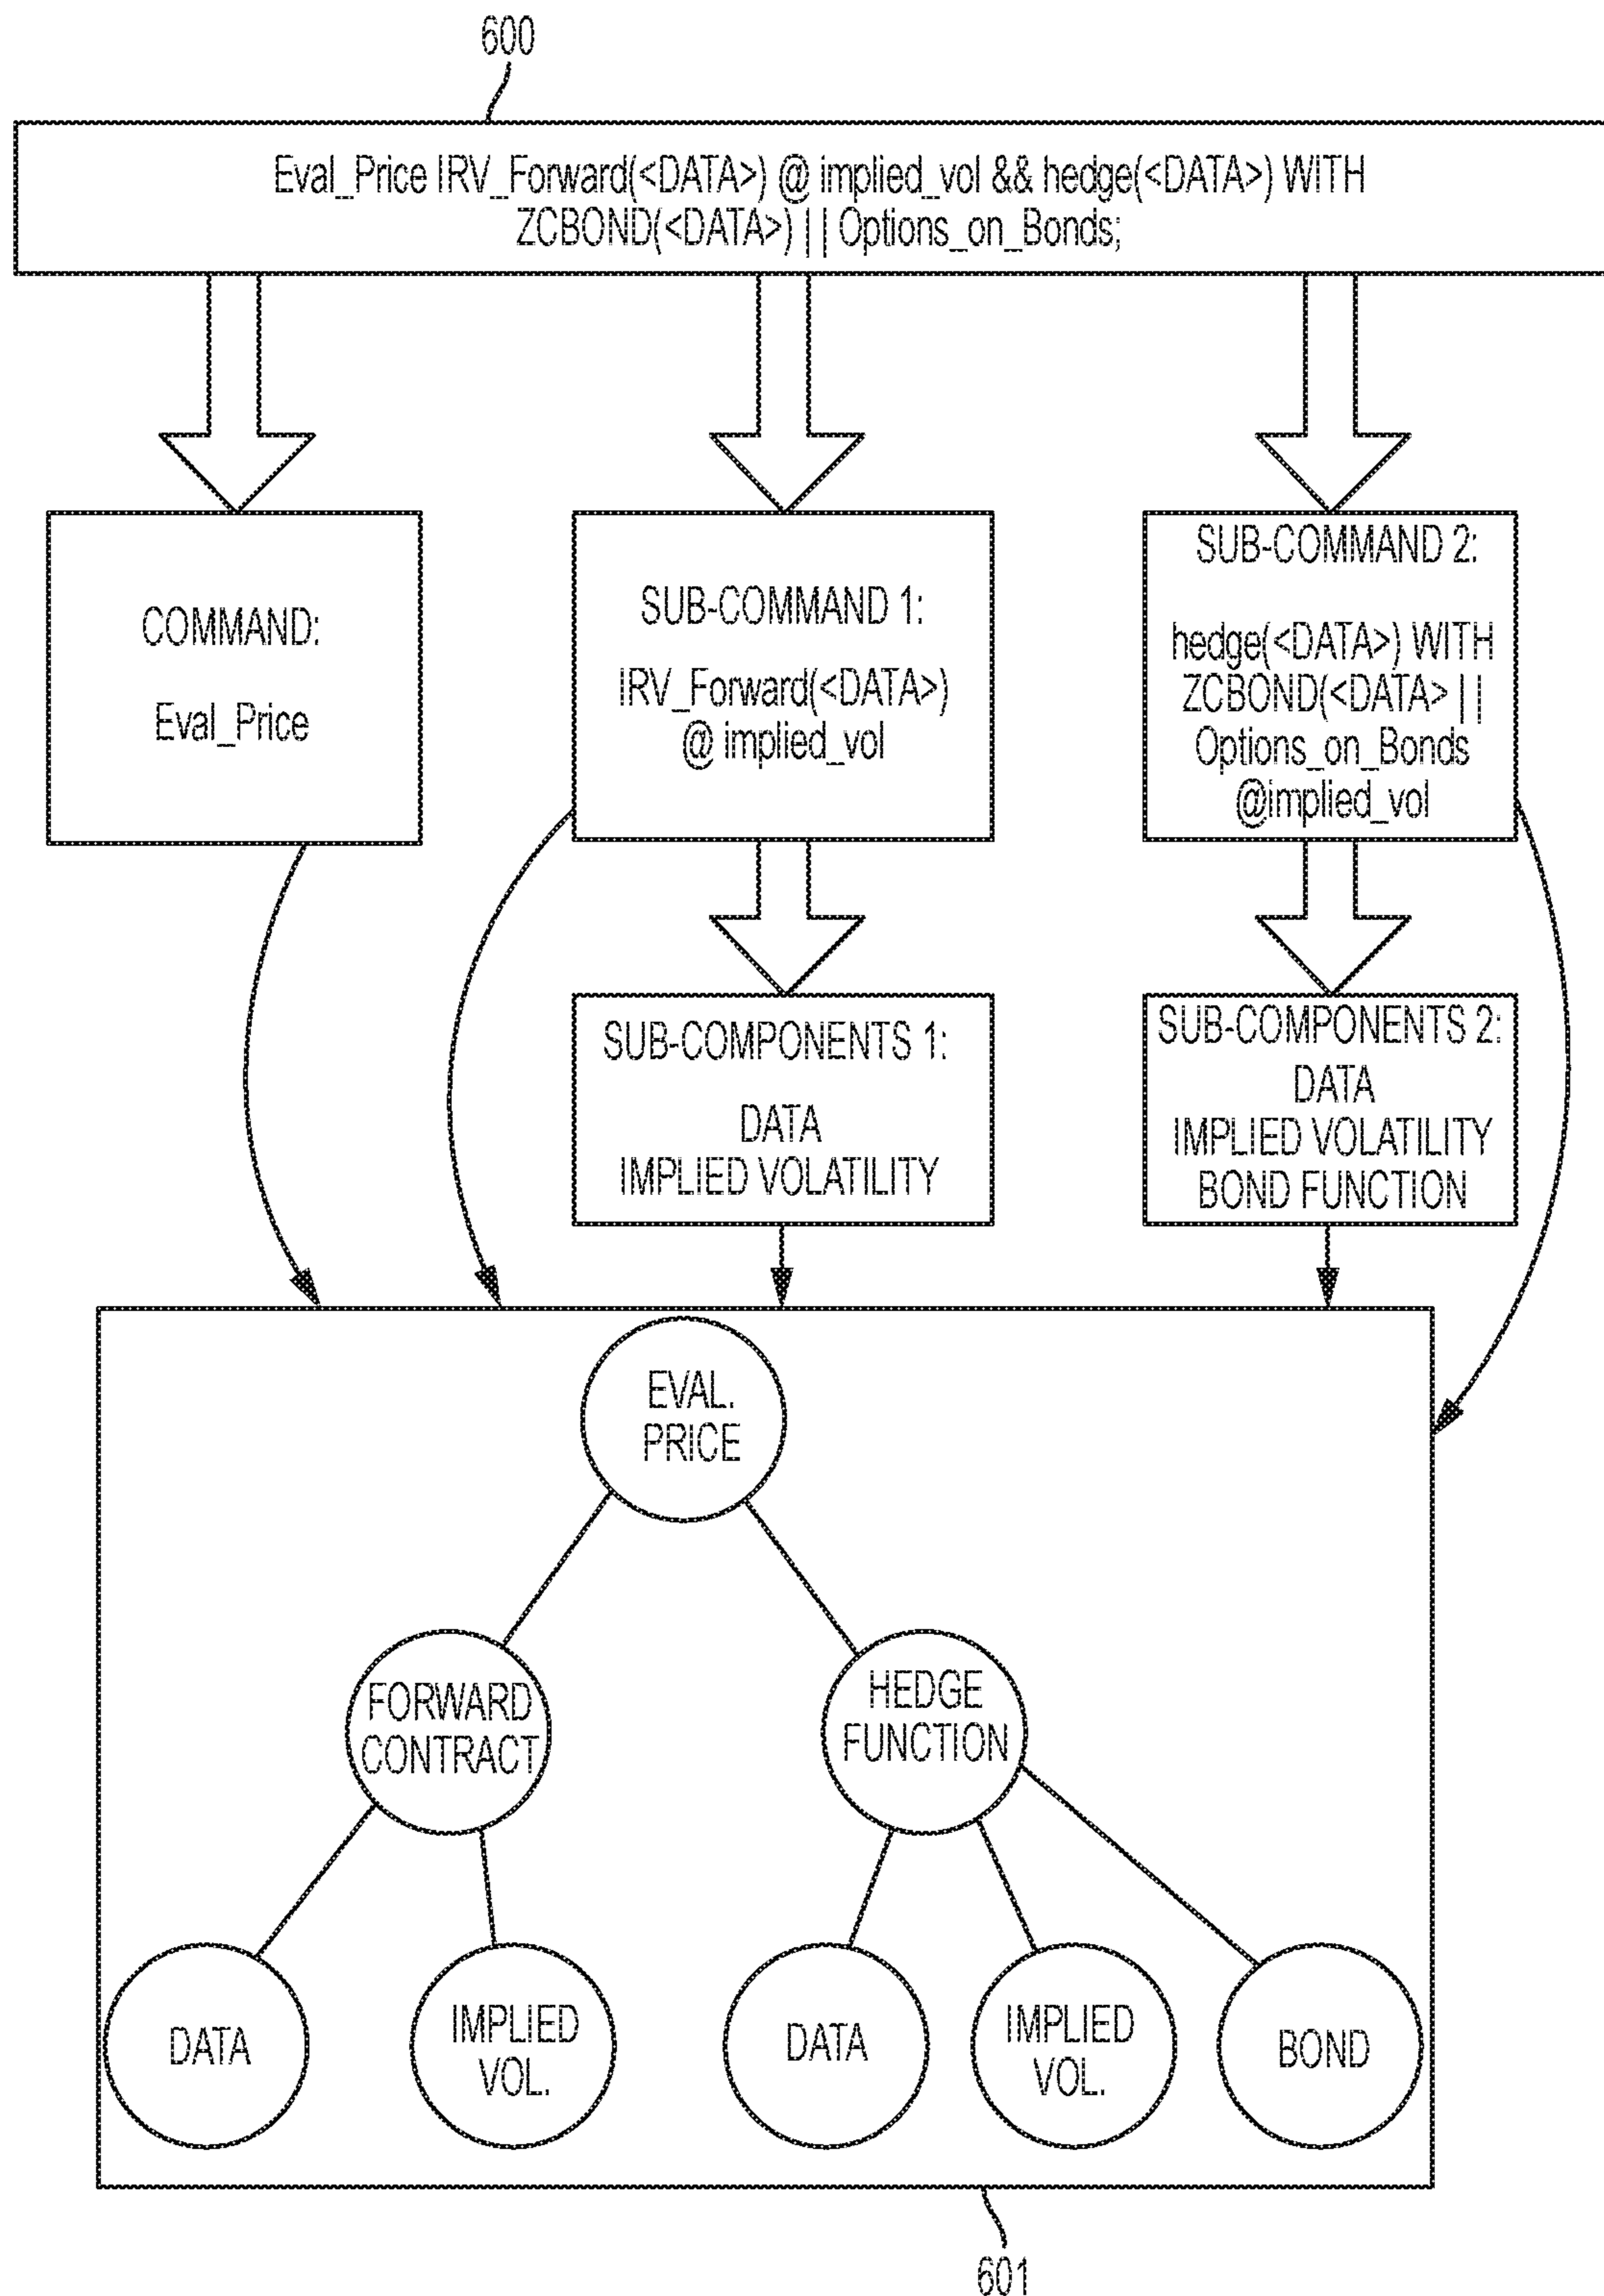 600
Eval_Price IRV_Forward(<DATA>) @ implied_vol && hedge(<DATA>) WITH
ZCBOND(<DATA>) || Options_on_Bonds;
COMMAND:
Eval_Price
SUB-COMMAND 1:
IRV_Forward(<DATA>)
@ implied_vol
SUB-COMMAND 2:
hedge(<DATA>) WITH
ZCBOND(<DATA> ||
Options_on_Bonds
@implied_vol
SUB-COMPONENTS 1:
DATA
IMPLIED VOLATILITY
SUB-COMPONENTS 2:
DATA
IMPLIED VOLATILITY
BOND FUNCTION
EVAL.
PRICE
FORWARD
CONTRACT
HEDGE
FUNCTION
DATA
IMPLIED
VOL.
DATA
IMPLIED
VOL.
BOND
601